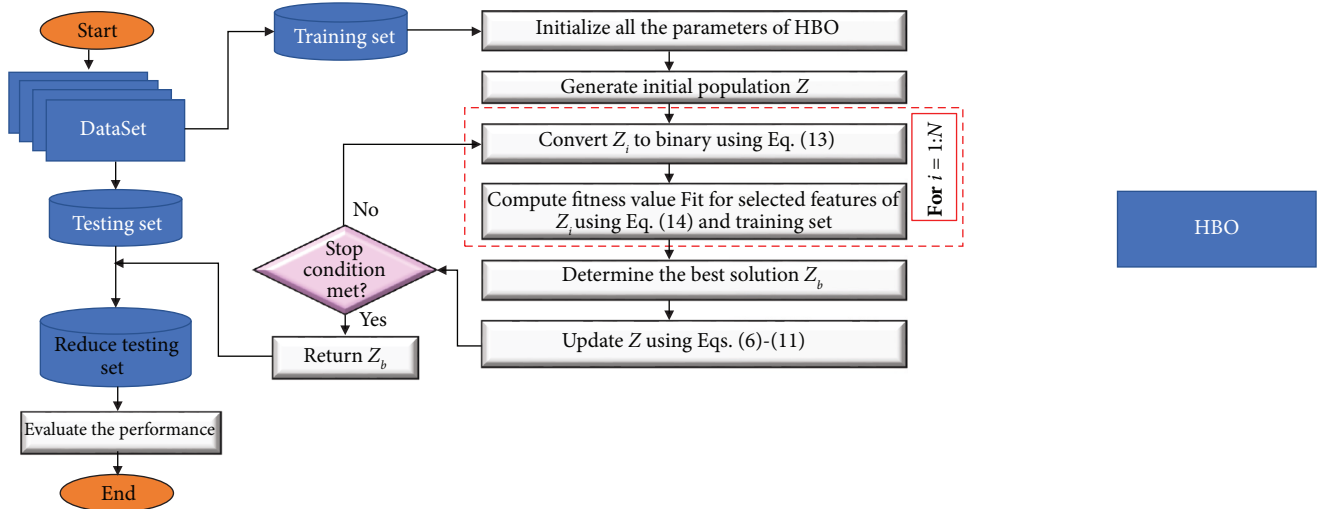 Start
DataSet
Training set
Testing set
Reduce testing
set
Evaluate the performance
End
Initialize all the parameters of HBO
Generate initial population Z
Convert Z_i to binary using Eq. (13)
Compute fitness value Fit for selected features of
Z_i using Eq. (14) and training set
For i = 1:N
Determine the best solution Z_b
Update Z using Eqs. (6)-(11)
No
Stop
condition
met?
Yes
Return Z_b
HBO